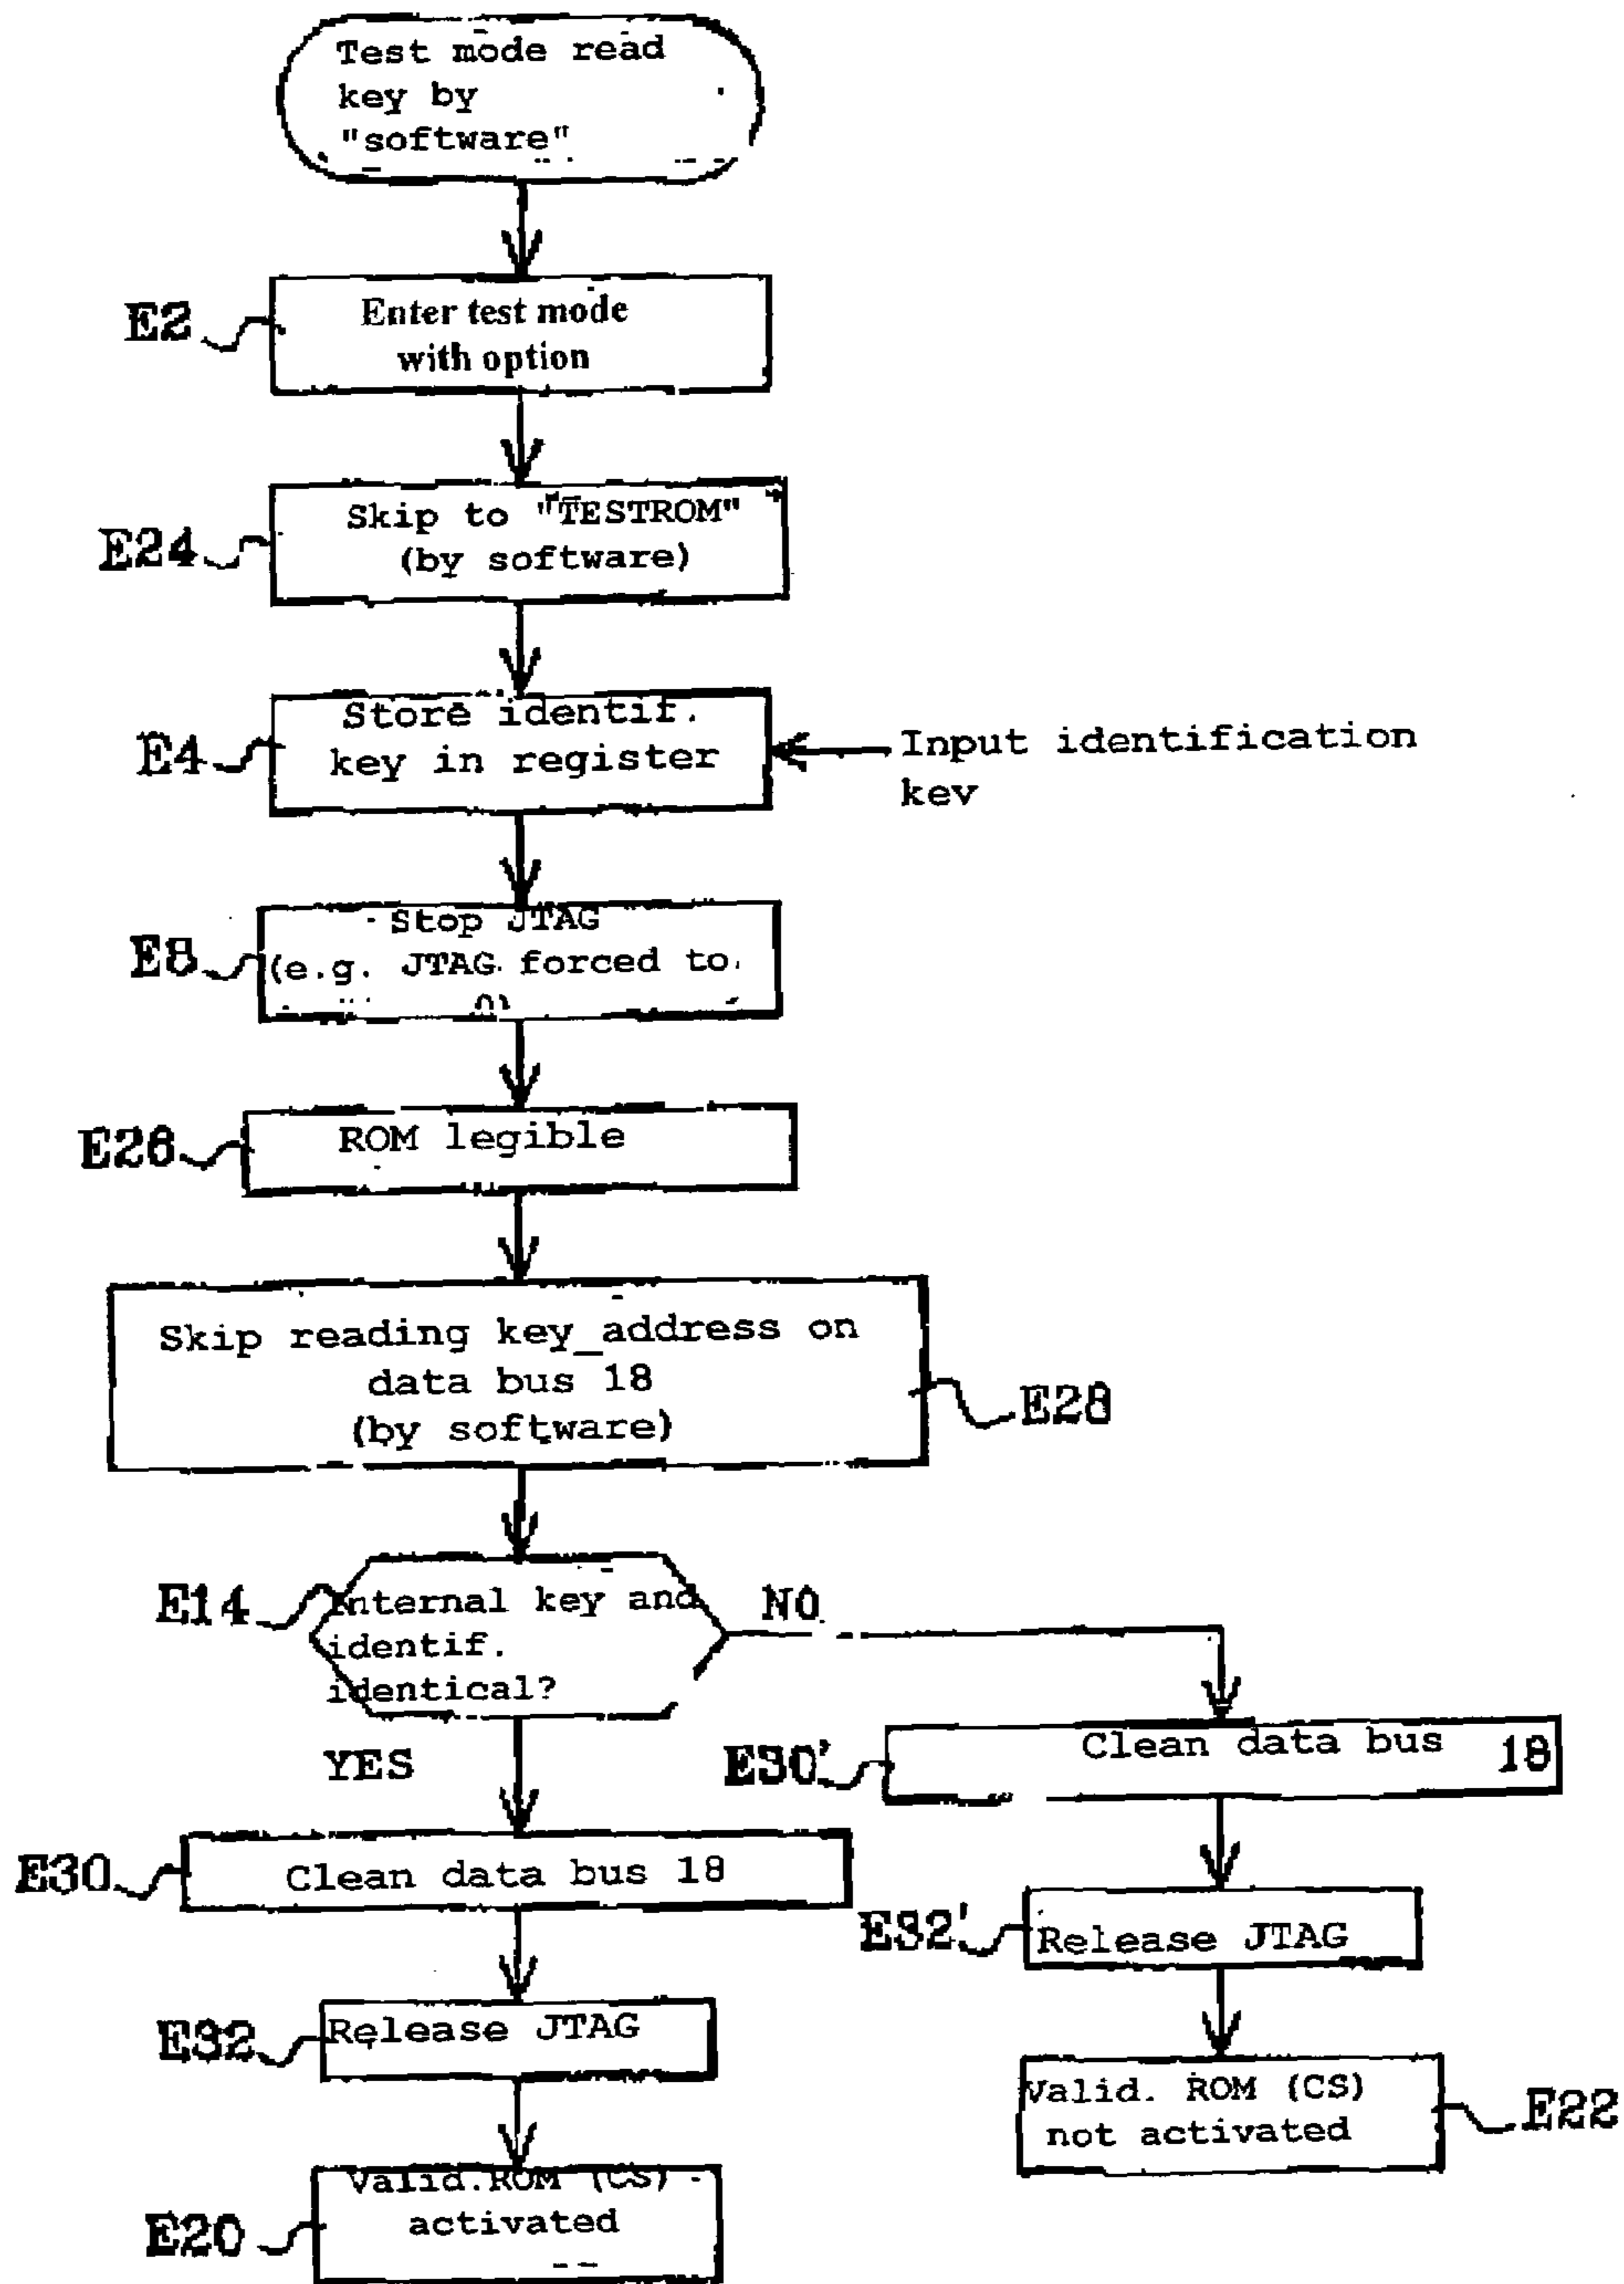 Test mode read
key by
"software"
E2
Enter test mode
with option
E24
Skip to "TESTROM"
(by software)
E4
Store identif.
key in register
Input identification
key
E8
Stop JTAG
(e.g. JTAG forced to
0)
E26
ROM legible
Skip reading key_address on
data bus 18
(by software)
E28
E14
Internal key and
identif.
identical?
NO
YES
E30'
Clean data bus 18
E30
Clean data bus 18
E32'
Release JTAG
E32
Release JTAG
Valid. ROM (CS)
not activated
E22
E20
Valid.ROM (CS)
activated